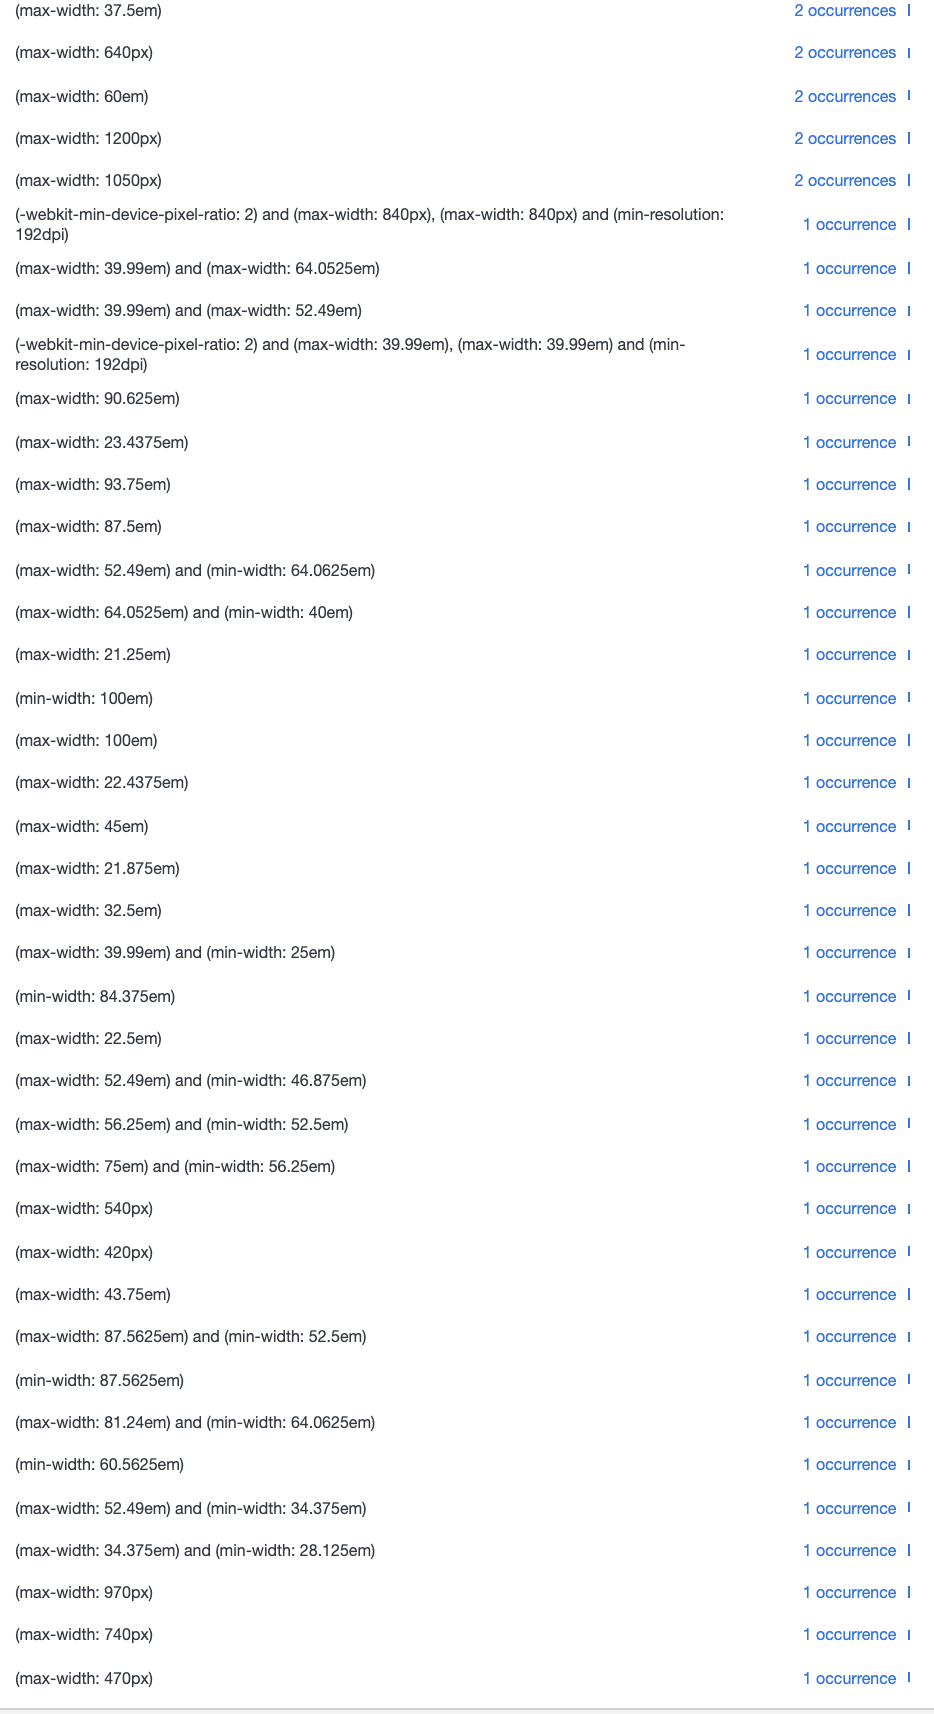 (max-width: 37.5em) 2 occurrences
(max-width: 640px) 2 occurrences
(max-width: 60em) 2 occurrences
(max-width: 1200px) 2 occurrences
(max-width: 1050px) 2 occurrences
(-webkit-min-device-pixel-ratio: 2) and (max-width: 840px), (max-width: 840px) and (min-resolution:
192dpi) 1 occurrence
(max-width: 39.99em) and (max-width: 64.0525em) 1 occurrence
(max-width: 39.99em) and (max-width: 52.49em) 1 occurrence
(-webkit-min-device-pixel-ratio: 2) and (max-width: 39.99em), (max-width: 39.99em) and (min-
resolution: 192dpi) 1 occurrence
(max-width: 90.625em) 1 occurrence
(max-width: 23.4375em) 1 occurrence
(max-width: 93.75em) 1 occurrence
(max-width: 87.5em) 1 occurrence
(max-width: 52.49em) and (min-width: 64.0625em) 1 occurrence
(max-width: 64.0525em) and (min-width: 40em) 1 occurrence
(max-width: 21.25em) 1 occurrence
(min-width: 100em) 1 occurrence
(max-width: 100em) 1 occurrence
(max-width: 22.4375em) 1 occurrence
(max-width: 45em) 1 occurrence
(max-width: 21.875em) 1 occurrence
(max-width: 32.5em) 1 occurrence
(max-width: 39.99em) and (min-width: 25em) 1 occurrence
(min-width: 84.375em) 1 occurrence
(max-width: 22.5em) 1 occurrence
(max-width: 52.49em) and (min-width: 46.875em) 1 occurrence
(max-width: 56.25em) and (min-width: 52.5em) 1 occurrence
(max-width: 75em) and (min-width: 56.25em) 1 occurrence
(max-width: 540px) 1 occurrence
(max-width: 420px) 1 occurrence
(max-width: 43.75em) 1 occurrence
(max-width: 87.5625em) and (min-width: 52.5em) 1 occurrence
(min-width: 87.5625em) 1 occurrence
(max-width: 81.24em) and (min-width: 64.0625em) 1 occurrence
(min-width: 60.5625em) 1 occurrence
(max-width: 52.49em) and (min-width: 34.375em) 1 occurrence
(max-width: 34.375em) and (min-width: 28.125em) 1 occurrence
(max-width: 970px) 1 occurrence
(max-width: 740px) 1 occurrence
(max-width: 470px) 1 occurrence